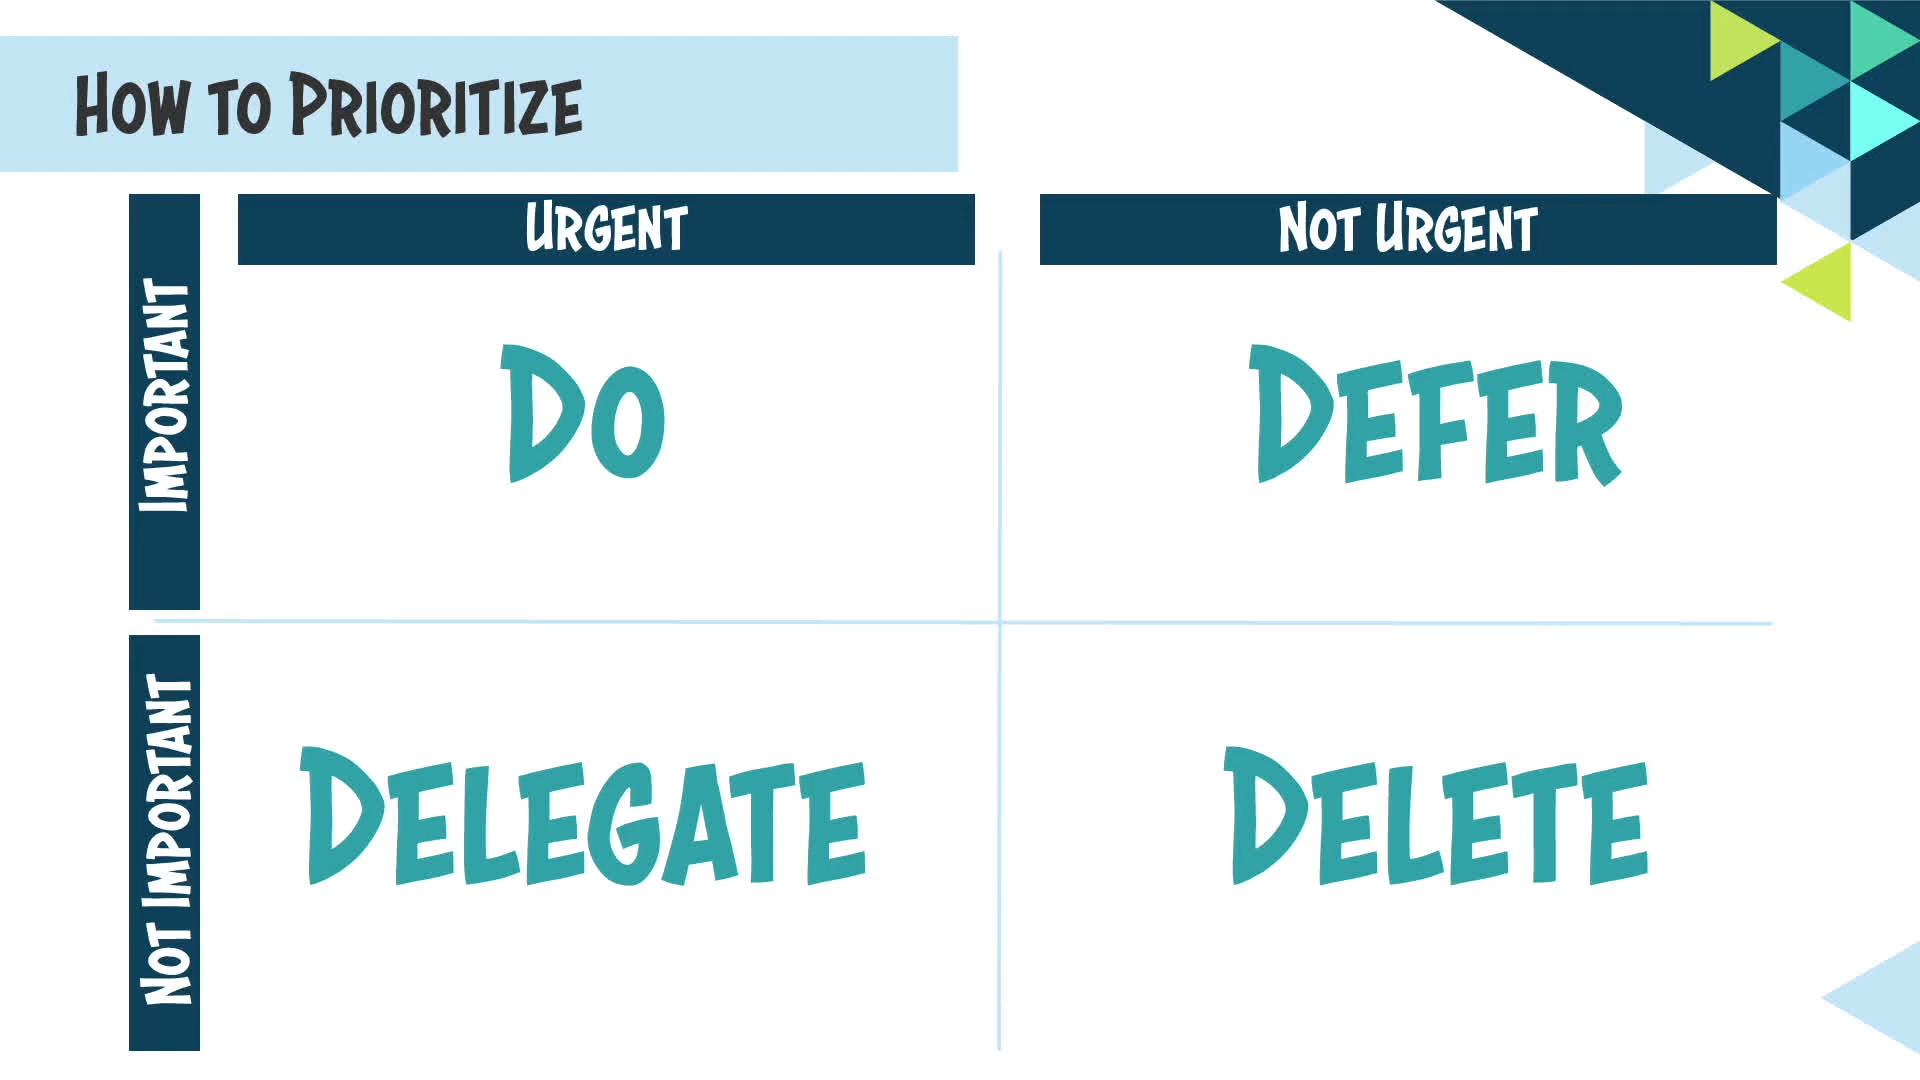 How to Prioritize
Urgent
Not Urgent
Important
Do
Defer
Not Important
Delegate
Delete